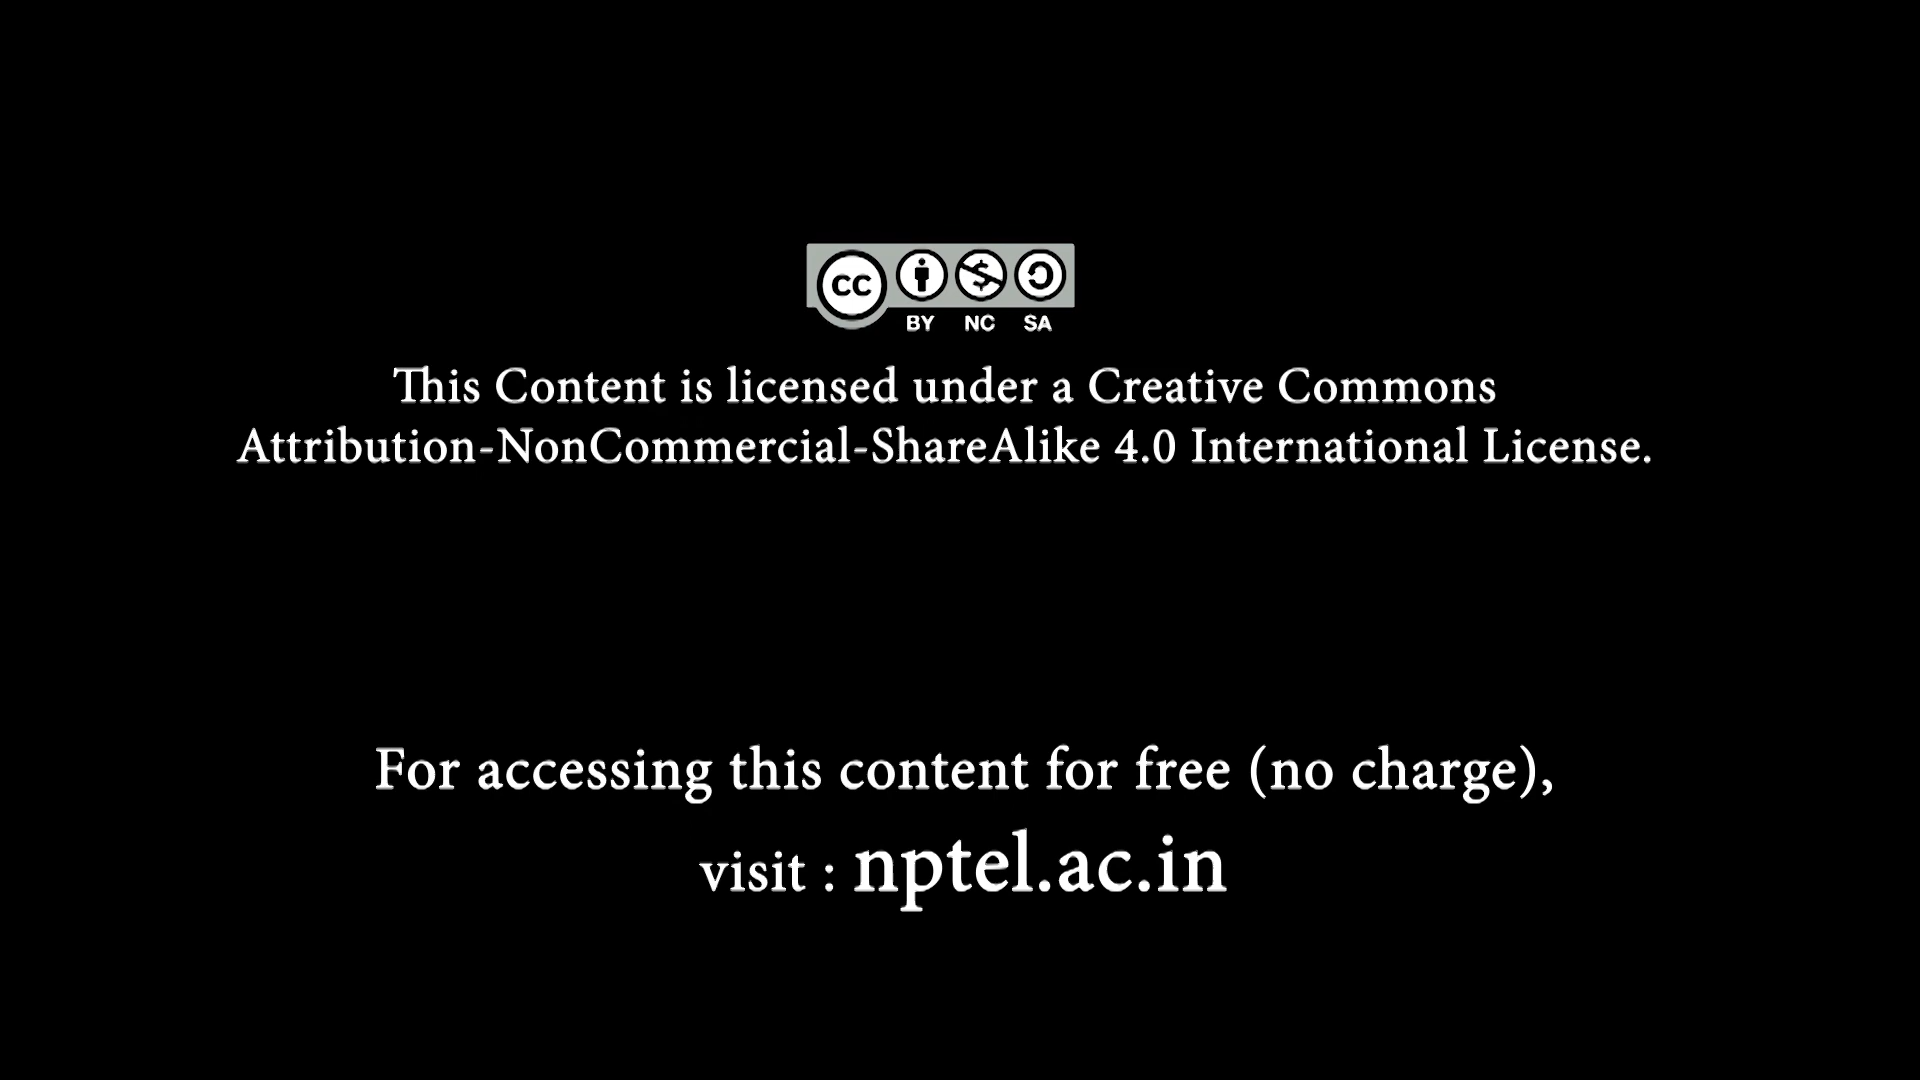 cc
BY NC SA
This Content is licensed under a Creative Commons
Attribution-NonCommercial-ShareAlike 4.0 International License.
For accessing this content for free (no charge),
visit : nptel.ac.in